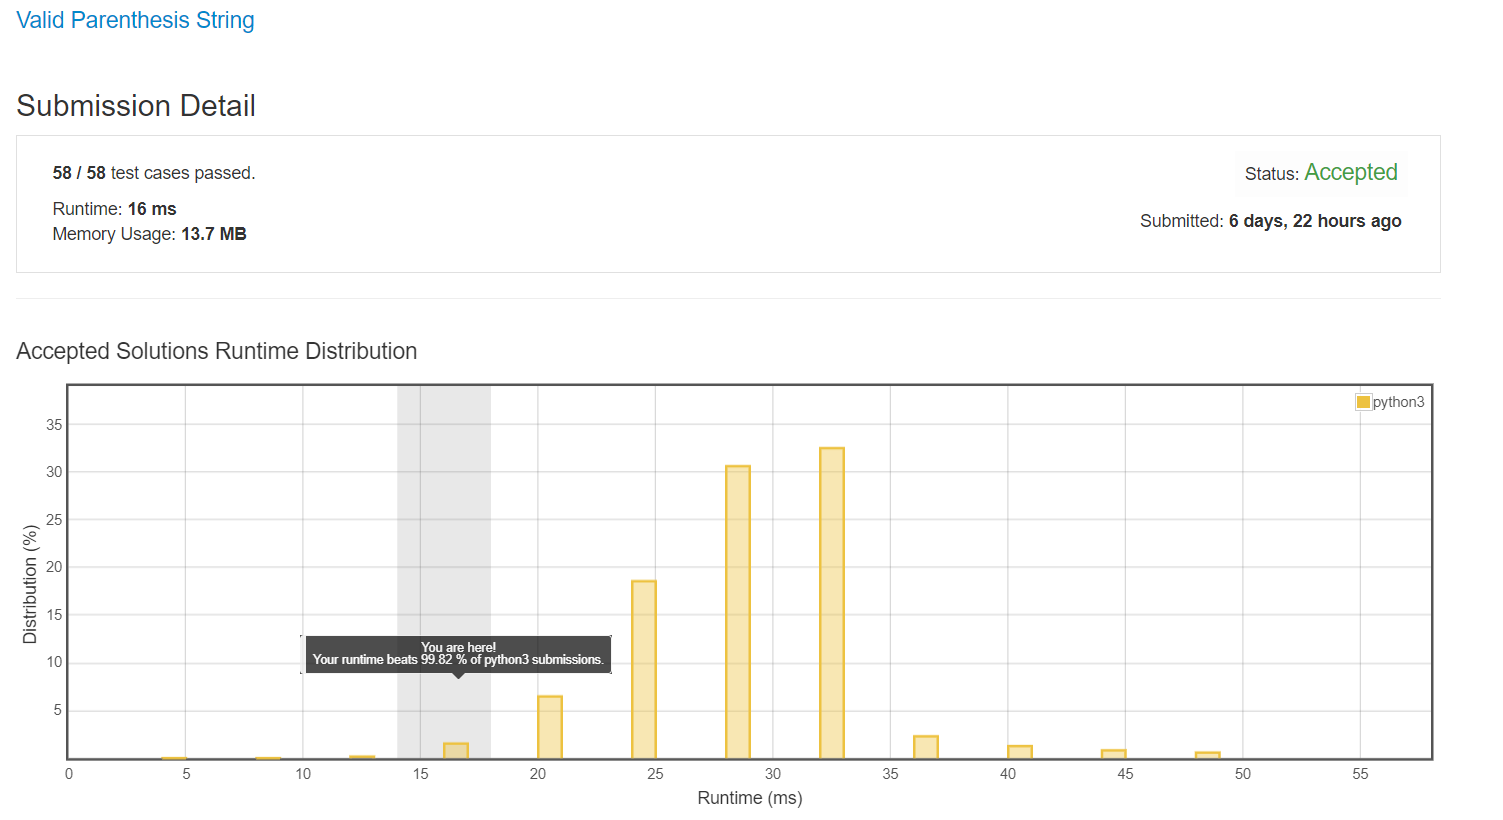 Valid Parenthesis String
Submission Detail
58 / 58 test cases passed.
Status: Accepted
Runtime: 16 ms
Submitted: 6 days, 22 hours ago
Memory Usage: 13.7 MB
Accepted Solutions Runtime Distribution
python3
35
30
25
20
15
10
5
Distribution (%)
You are here!
Your runtime beats 99.82 % of python3 submissions.
0 5 10 15 20 25 30 35 40 45 50 55
Runtime (ms)